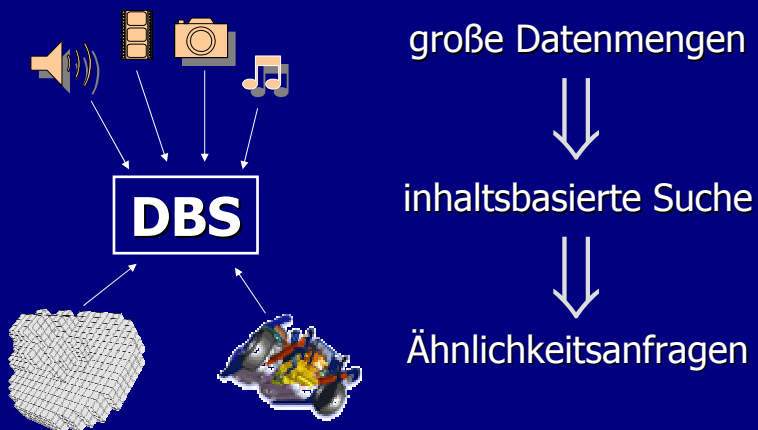 große Datenmengen
DBS
inhaltsbasierte Suche
Ähnlichkeitsanfragen